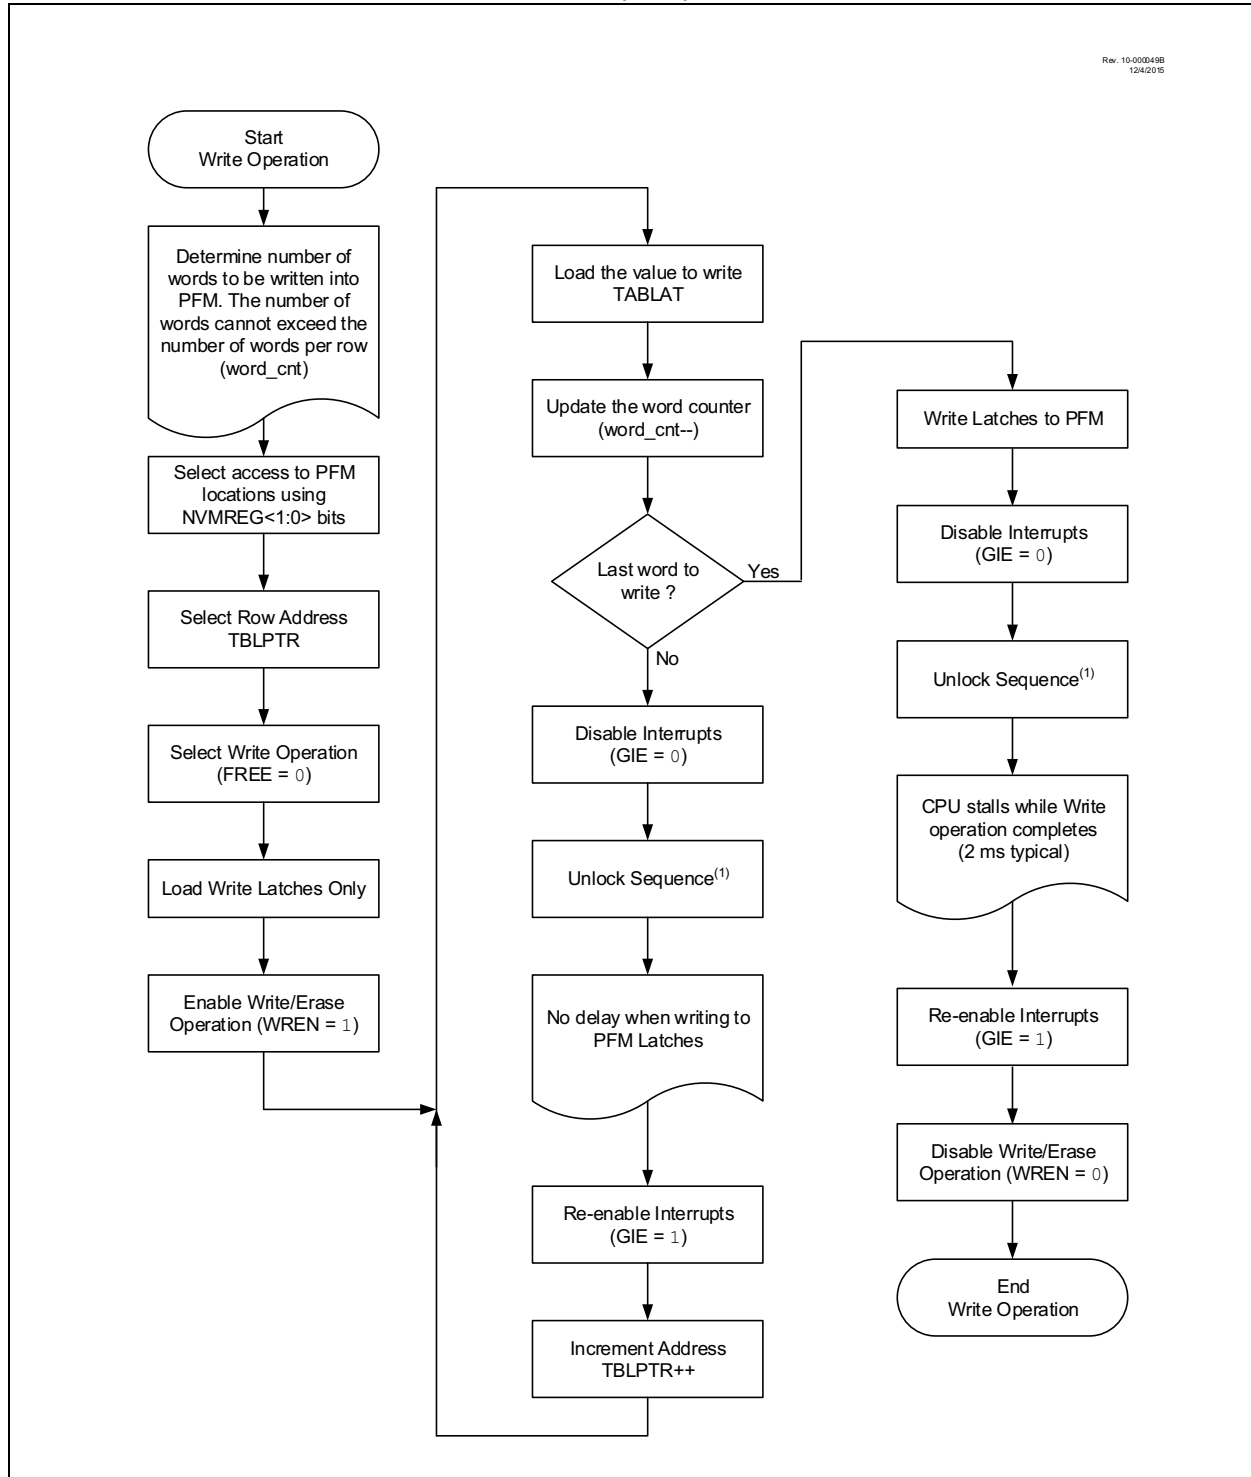 Rev. 10-000049B
12/4/2015
Start
Write Operation
Determine number of
words to be written into
PFM. The number of
words cannot exceed the
number of words per row
(word_cnt)
Select access to PFM
locations using
NVMREG<1:0> bits
Select Row Address
TBLPTR
Select Write Operation
(FREE = 0)
Load Write Latches Only
Enable Write/Erase
Operation (WREN = 1)
Load the value to write
TABLAT
Update the word counter
(word_cnt--)
Last word to
write ?
Yes
No
Disable Interrupts
(GIE = 0)
Unlock Sequence(1)
No delay when writing to
PFM Latches
Re-enable Interrupts
(GIE = 1)
Increment Address
TBLPTR++
Write Latches to PFM
Disable Interrupts
(GIE = 0)
Unlock Sequence(1)
CPU stalls while Write
operation completes
(2 ms typical)
Re-enable Interrupts
(GIE = 1)
Disable Write/Erase
Operation (WREN = 0)
End
Write Operation